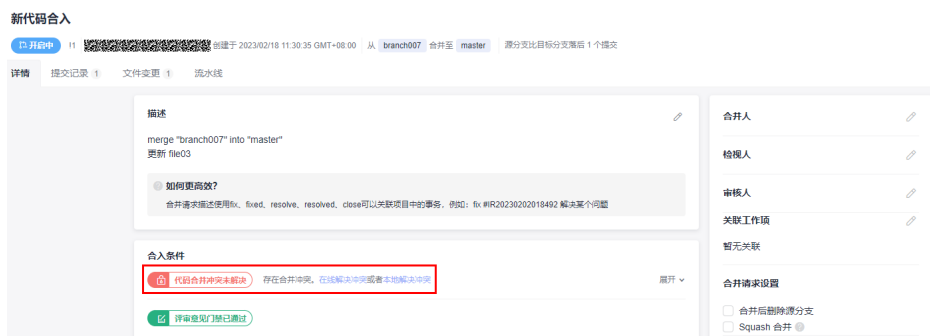 新代码合入
开启中 !1 创建于 2023/02/18 11:30:35 GMT+08:00 从 branch007 合并至 master 源分支比目标分支落后 1 个提交
详情 提交记录 1 文件变更 1 流水线
描述
merge "branch007" into "master"
更新 file03
如何更高效?
合并请求描述使用fix、fixed、resolve、resolved、close可以关联项目中的事务，例如：fix #IR20230202018492 解决某个问题
合入条件
代码合并冲突未解决 存在合并冲突，在线解决冲突或者本地解决冲突 展开
评审意见门禁已通过
合并人
检视人
审核人
关联工作项
暂无关联
合并请求设置
合并后删除源分支
Squash 合并